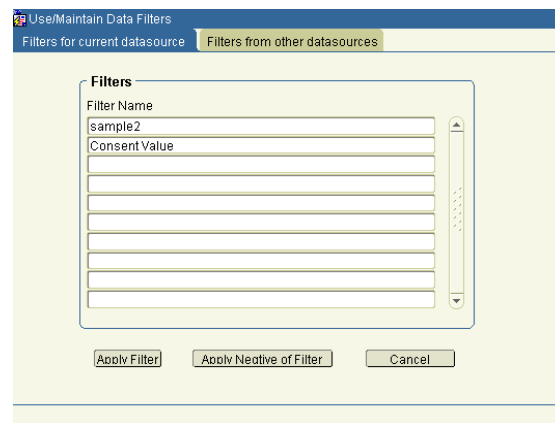 Use/Maintain Data Filters
Filters for current datasource Filters from other datasources
Filters
Filter Name
sample2
Consent Value
Apply Filter Apply Negtive of Filter Cancel